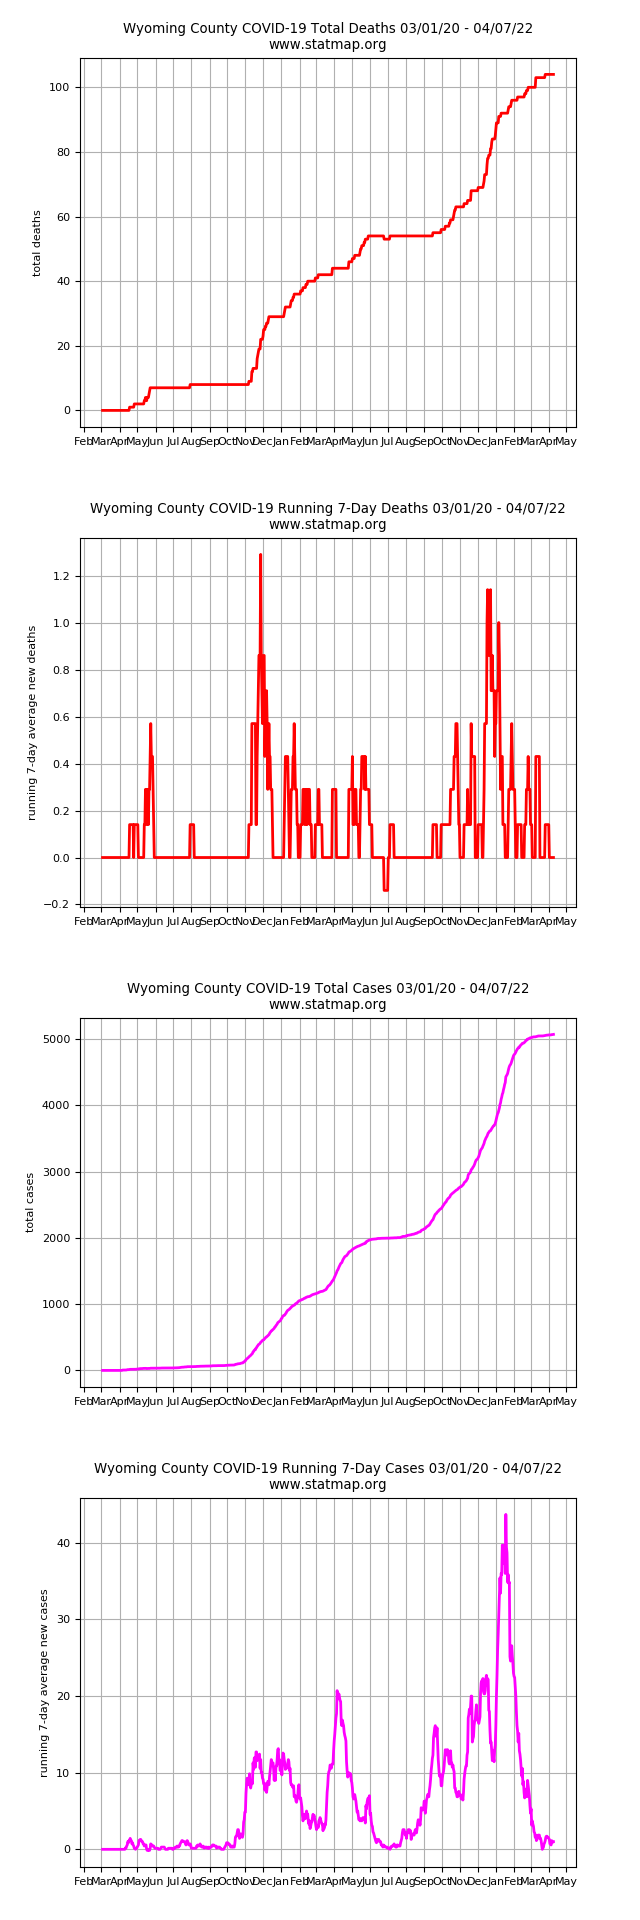 Wyoming County COVID-19 Total Deaths 03/01/20 - 04/07/22
www.statmap.org
total deaths
100
80
60
40
20
0
Feb Mar Apr May Jun Jul Aug Sep Oct Nov Dec Jan Feb Mar Apr May Jun Jul Aug Sep Oct Nov Dec Jan Feb Mar Apr May
Wyoming County COVID-19 Running 7-Day Deaths 03/01/20 - 04/07/22
www.statmap.org
running 7-day average new deaths
1.2
1.0
0.8
0.6
0.4
0.2
0.0
−0.2
Feb Mar Apr May Jun Jul Aug Sep Oct Nov Dec Jan Feb Mar Apr May Jun Jul Aug Sep Oct Nov Dec Jan Feb Mar Apr May
Wyoming County COVID-19 Total Cases 03/01/20 - 04/07/22
www.statmap.org
total cases
5000
4000
3000
2000
1000
0
Feb Mar Apr May Jun Jul Aug Sep Oct Nov Dec Jan Feb Mar Apr May Jun Jul Aug Sep Oct Nov Dec Jan Feb Mar Apr May
Wyoming County COVID-19 Running 7-Day Cases 03/01/20 - 04/07/22
www.statmap.org
running 7-day average new cases
40
30
20
10
0
Feb Mar Apr May Jun Jul Aug Sep Oct Nov Dec Jan Feb Mar Apr May Jun Jul Aug Sep Oct Nov Dec Jan Feb Mar Apr May